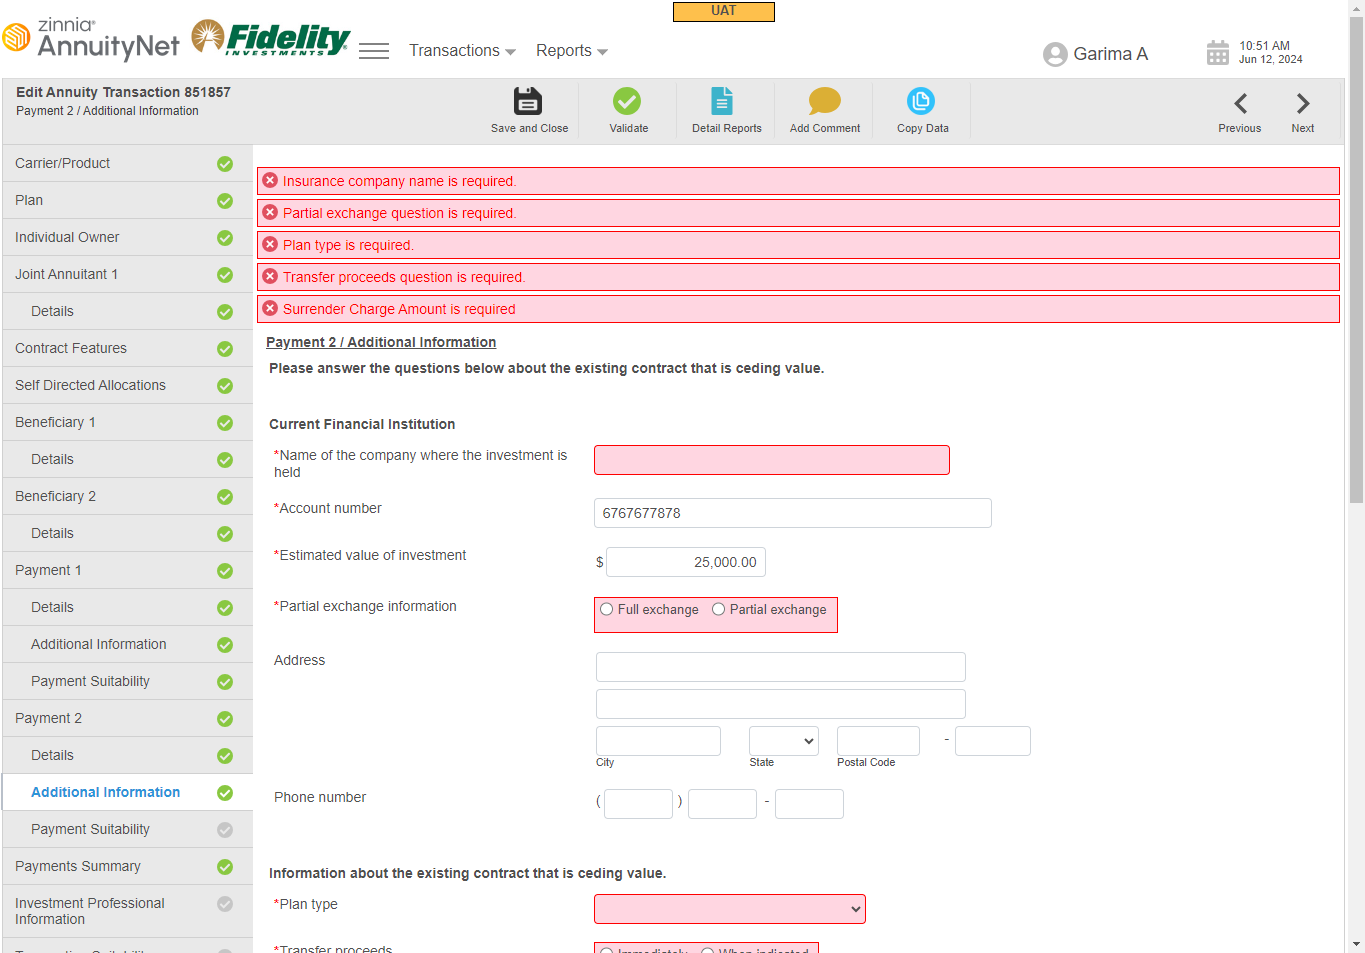 UAT
zinnia
AnnuityNet
Fidelity
INVESTMENTS
Transactions
Reports
Garima A
10:51 AM
Jun 12, 2024
Edit Annuity Transaction 851857
Payment 2 / Additional Information
Save and Close
Validate
Detail Reports
Add Comment
Copy Data
Previous
Next
Carrier/Product
Plan
Individual Owner
Joint Annuitant 1
Details
Contract Features
Self Directed Allocations
Beneficiary 1
Details
Beneficiary 2
Details
Payment 1
Details
Additional Information
Payment Suitability
Payment 2
Details
Additional Information
Payment Suitability
Payments Summary
Investment Professional
Information
Insurance company name is required.
Partial exchange question is required.
Plan type is required.
Transfer proceeds question is required.
Surrender Charge Amount is required
Payment 2 / Additional Information
Please answer the questions below about the existing contract that is ceding value.
Current Financial Institution
*Name of the company where the investment is
held
*Account number
6767677878
*Estimated value of investment
$ 25,000.00
*Partial exchange information
Full exchange Partial exchange
Address
-
City State Postal Code
Phone number
( ) -
Information about the existing contract that is ceding value.
*Plan type
*Transfer proceeds
Immediately When indicated